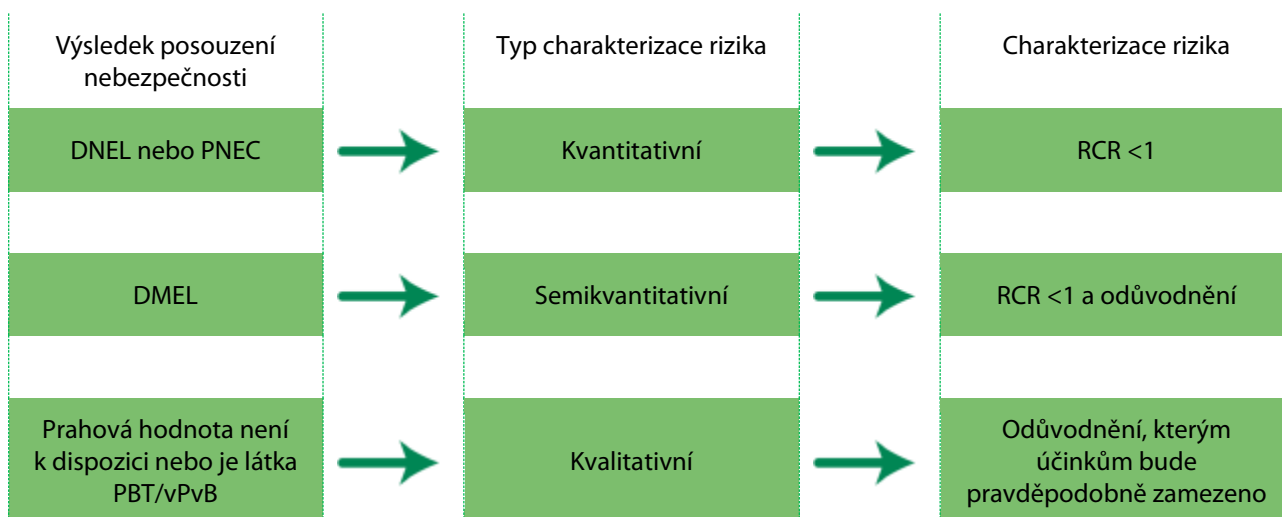 Výsledek posouzení
nebezpečnosti
Typ charakterizace rizika
Charakterizace rizika
DNEL nebo PNEC
Kvantitativní
RCR <1
DMEL
Semikvantitativní
RCR <1 a odůvodnění
Prahová hodnota není
k dispozici nebo je látka
PBT/vPvB
Kvalitativní
Odůvodnění, kterým
účinkům bude
pravděpodobně zamezeno